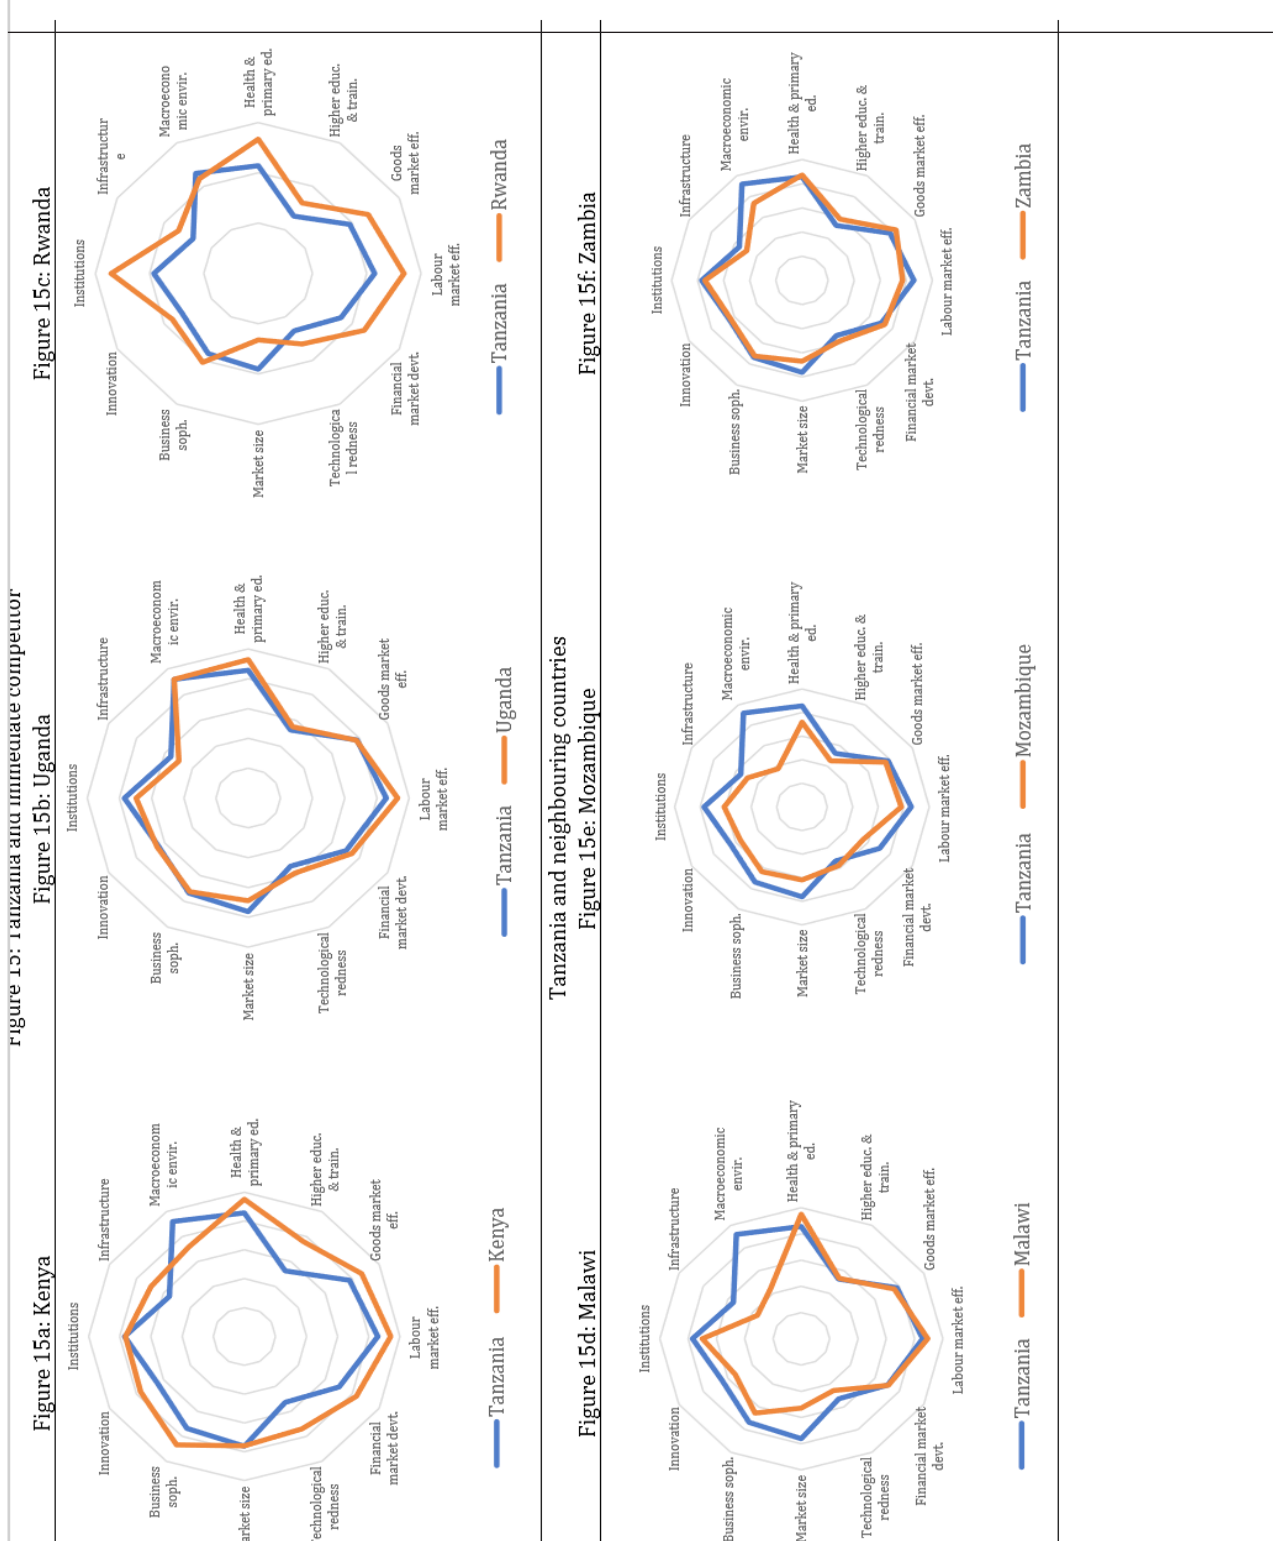 Figure 15: Tanzania and immediate competitor
Figure 15a: Kenya
Institutions
Infrastructure
Macroeconom
ic envir.
Health &
primary ed.
Higher educ.
& train.
Goods market
eff.
Labour
market eff.
Financial
market devt.
echnological
redness
arket size
Business
soph.
Innovation
Tanzania
Kenya
Figure 15b: Uganda
Institutions
Infrastructure
Macroeconom
ic envir.
Health &
primary ed.
Higher educ.
& train.
Goods market
eff.
Labour
market eff.
Financial
market devt.
Technological
redness
Market size
Business
soph.
Innovation
Tanzania
Uganda
Figure 15c: Rwanda
Institutions
Infrastructur
e
Macroecono
mic envir.
Health &
primary ed.
Higher educ.
& train.
Goods
market eff.
Labour
market eff.
Financial
market devt.
Technologica
l redness
Market size
Business
soph.
Innovation
Tanzania
Rwanda
Tanzania and neighbouring countries
Figure 15d: Malawi
Institutions
Infrastructure
Macroeconomic
envir.
Health & primary
ed.
Higher educ. &
train.
Goods market eff.
Labour market eff.
Financial market
devt.
Technological
redness
Market size
Business soph.
Innovation
Tanzania
Malawi
Figure 15e: Mozambique
Institutions
Infrastructure
Macroeconomic
envir.
Health & primary
ed.
Higher educ. &
train.
Goods market eff.
Labour market eff.
Financial market
devt.
Technological
redness
Market size
Business soph.
Innovation
Tanzania
Mozambique
Figure 15f: Zambia
Institutions
Infrastructure
Macroeconomic
envir.
Health & primary
ed.
Higher educ. &
train.
Goods market eff.
Labour market eff.
Financial market
devt.
Technological
redness
Market size
Business soph.
Innovation
Tanzania
Zambia